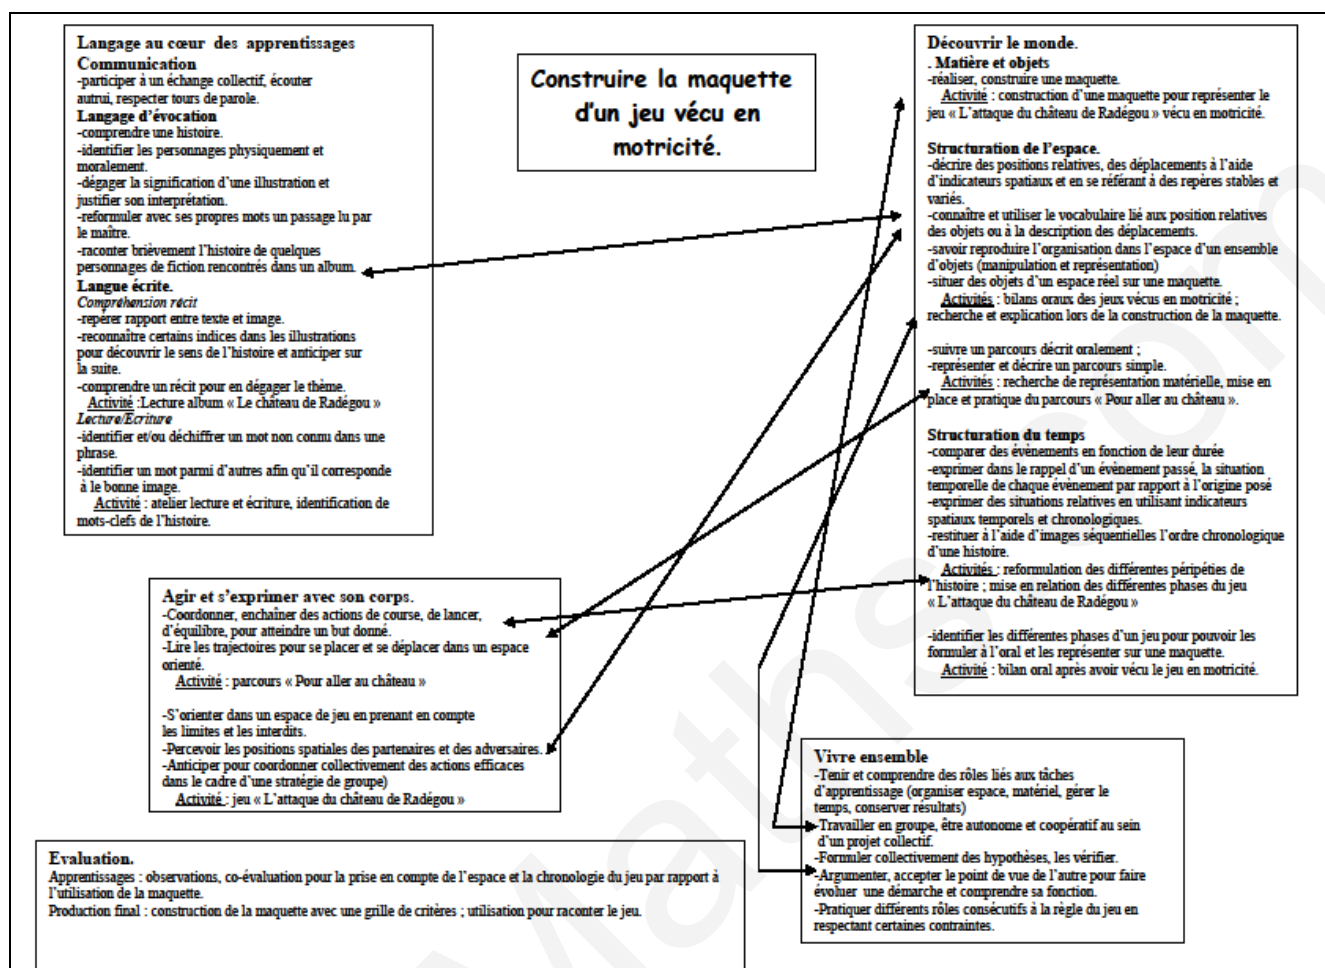 Langage au cœur des apprentissages
Communication
-participer à un échange collectif, écouter
autrui, respecter tours de parole.
Langage d'évocation
-comprendre une histoire.
-identifier les personnages physiquement et
moralement.
-dégager la signification d'une illustration et
justifier son interprétation.
-reformuler avec ses propres mots un passage lu par
le maître.
-raconter brièvement l'histoire de quelques
personnages de fiction rencontrés dans un album.
Langue écrite.
Compréhension récit
-repérer rapport entre texte et image.
-reconnaître certains indices dans les illustrations
pour découvrir le sens de l'histoire et anticiper sur
la suite.
-comprendre un récit pour en dégager le thème.
Activité :Lecture album « Le château de Radégou »
Lecture/Ecriture
-identifier et/ou déchiffrer un mot non connu dans une
phrase.
-identifier un mot parmi d'autres afin qu'il corresponde
à le bonne image.
Activité : atelier lecture et écriture, identification de
mots-clefs de l'histoire.
Construire la maquette
d'un jeu vécu en
motricité.
Découvrir le monde.
. Matière et objets
-réaliser, construire une maquette.
Activité : construction d'une maquette pour représenter le
jeu « L'attaque du château de Radégou » vécu en motricité.
Structuration de l'espace.
-décrire des positions relatives, des déplacements à l'aide
d'indicateurs spatiaux et en se référant à des repères stables et
variés.
-connaître et utiliser le vocabulaire lié aux position relatives
des objets ou à la description des déplacements.
-savoir reproduire l'organisation dans l'espace d'un ensemble
d'objets (manipulation et représentation)
-situer des objets d'un espace réel sur une maquette.
Activités : bilans oraux des jeux vécus en motricité ;
recherche et explication lors de la construction de la maquette.
-suivre un parcours décrit oralement ;
-représenter et décrire un parcours simple.
Activités : recherche de représentation matérielle, mise en
place et pratique du parcours « Pour aller au château ».
Structuration du temps
-comparer des évènements en fonction de leur durée
-exprimer dans le rappel d'un évènement passé, la situation
temporelle de chaque évènement par rapport à l'origine posé
-exprimer des situations relatives en utilisant indicateurs
spatiaux temporels et chronologiques.
-restituer à l'aide d'images séquentielles l'ordre chronologique
d'une histoire.
Activités : reformulation des différentes péripéties de
l'histoire ; mise en relation des différentes phases du jeu
« L'attaque du château de Radégou »
-identifier les différentes phases d'un jeu pour pouvoir les
formuler à l'oral et les représenter sur une maquette.
Activité : bilan oral après avoir vécu le jeu en motricité.
Agir et s'exprimer avec son corps.
-Coordonner, enchaîner des actions de course, de lancer,
d'équilibre, pour atteindre un but donné.
-Lire les trajectoires pour se placer et se déplacer dans un espace
orienté.
Activité : parcours « Pour aller au château »
-S'orienter dans un espace de jeu en prenant en compte
les limites et les interdits.
-Percevoir les positions spatiales des partenaires et des adversaires.
-Anticiper pour coordonner collectivement des actions efficaces
dans le cadre d'une stratégie de groupe)
Activité : jeu « L'attaque du château de Radégou »
Vivre ensemble
-Tenir et comprendre des rôles liés aux tâches
d'apprentissage (organiser espace, matériel, gérer le
temps, conserver résultats)
-Travailler en groupe, être autonome et coopératif au sein
d'un projet collectif.
-Formuler collectivement des hypothèses, les vérifier.
-Argumenter, accepter le point de vue de l'autre pour faire
évoluer une démarche et comprendre sa fonction.
-Pratiquer différents rôles consécutifs à la règle du jeu en
respectant certaines contraintes.
Evaluation.
Apprentissages : observations, co-évaluation pour la prise en compte de l'espace et la chronologie du jeu par rapport à
l'utilisation de la maquette.
Production final : construction de la maquette avec une grille de critères ; utilisation pour raconter le jeu.